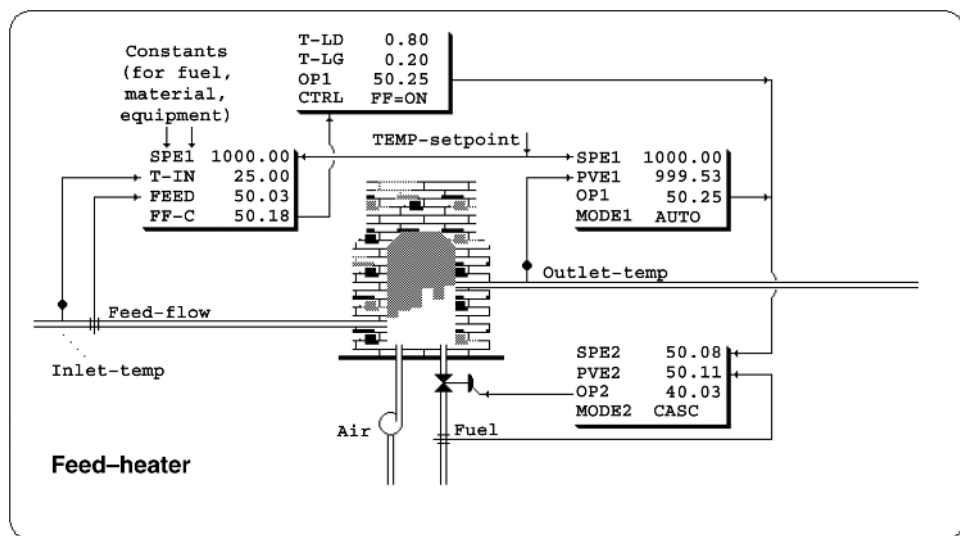 T-LD 0.80
T-LG 0.20
OP1 50.25
CTRL FF=ON
Constants
(for fuel,
material,
equipment)
TEMP-setpoint
SPE1 1000.00
T-IN 25.00
FEED 50.03
FF-C 50.18
SPE1 1000.00
PVE1 999.53
OP1 50.25
MODE1 AUTO
Outlet-temp
Feed-flow
Inlet-temp
SPE2 50.08
PVE2 50.11
OP2 40.03
MODE2 CASC
Air
Fuel
Feed–heater